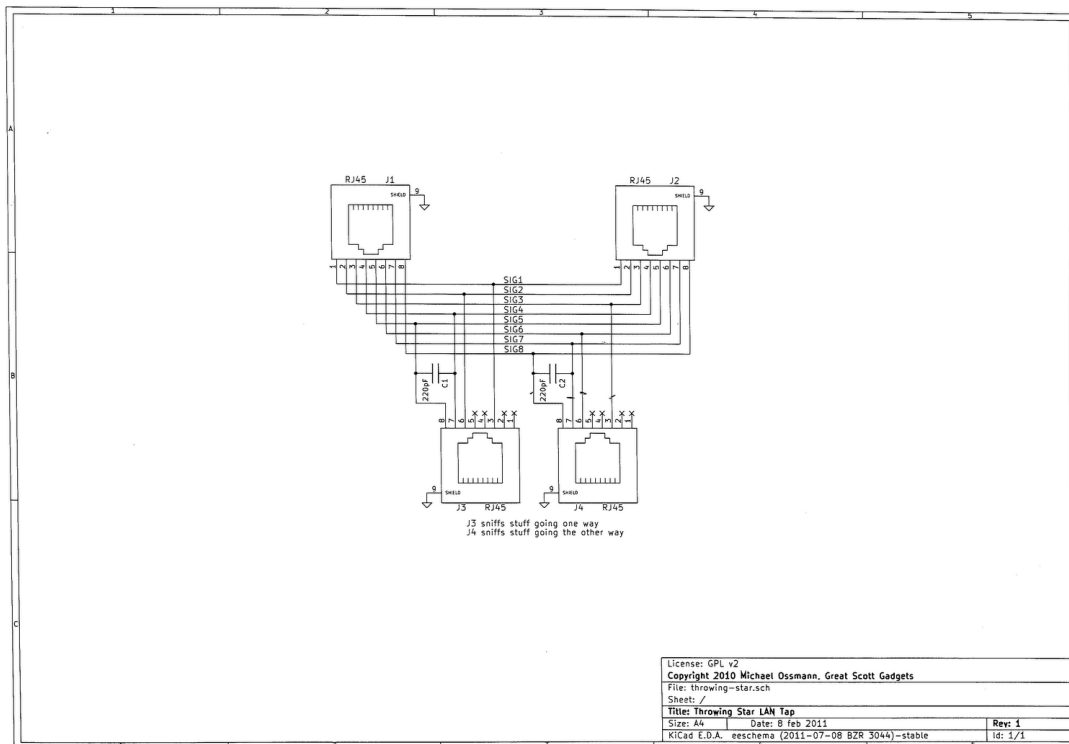 1 2 3 4 5
A
B
C
RJ45 J1
SHIELD 9
1 2 3 4 5 6 7 8
RJ45 J2
SHIELD 9
1 2 3 4 5 6 7 8
SIG1
SIG2
SIG3
SIG4
SIG5
SIG6
SIG7
SIG8
220pF C1
220pF C2
8 7 6 5 4 3 2 1
9 SHIELD
J3 RJ45
8 7 6 5 4 3 2 1
9 SHIELD
J4 RJ45
J3 sniffs stuff going one way
J4 sniffs stuff going the other way
License: GPL v2
Copyright 2010 Michael Ossmann, Great Scott Gadgets
File: throwing-star.sch
Sheet: /
Title: Throwing Star LAN Tap
Size: A4 Date: 8 feb 2011 Rev: 1
KiCad E.D.A. eeschema (2011-07-08 BZR 3044)-stable Id: 1/1